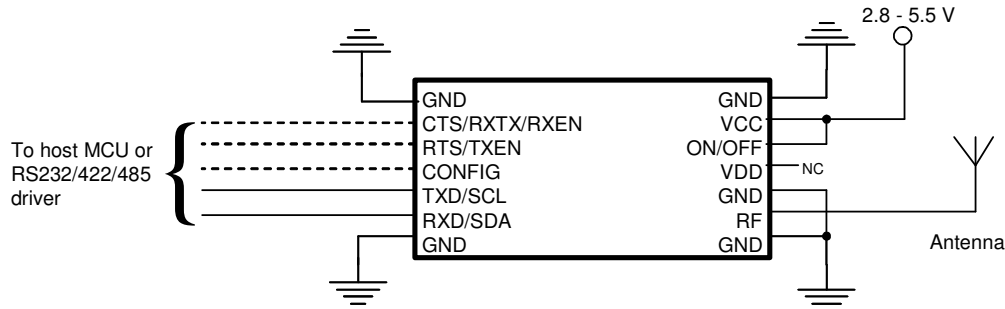 2.8 - 5.5 V
To host MCU or
RS232/422/485
driver
GND
CTS/RXTX/RXEN
RTS/TXEN
CONFIG
TXD/SCL
RXD/SDA
GND
GND
VCC
ON/OFF
VDD
GND
RF
GND
NC
Antenna